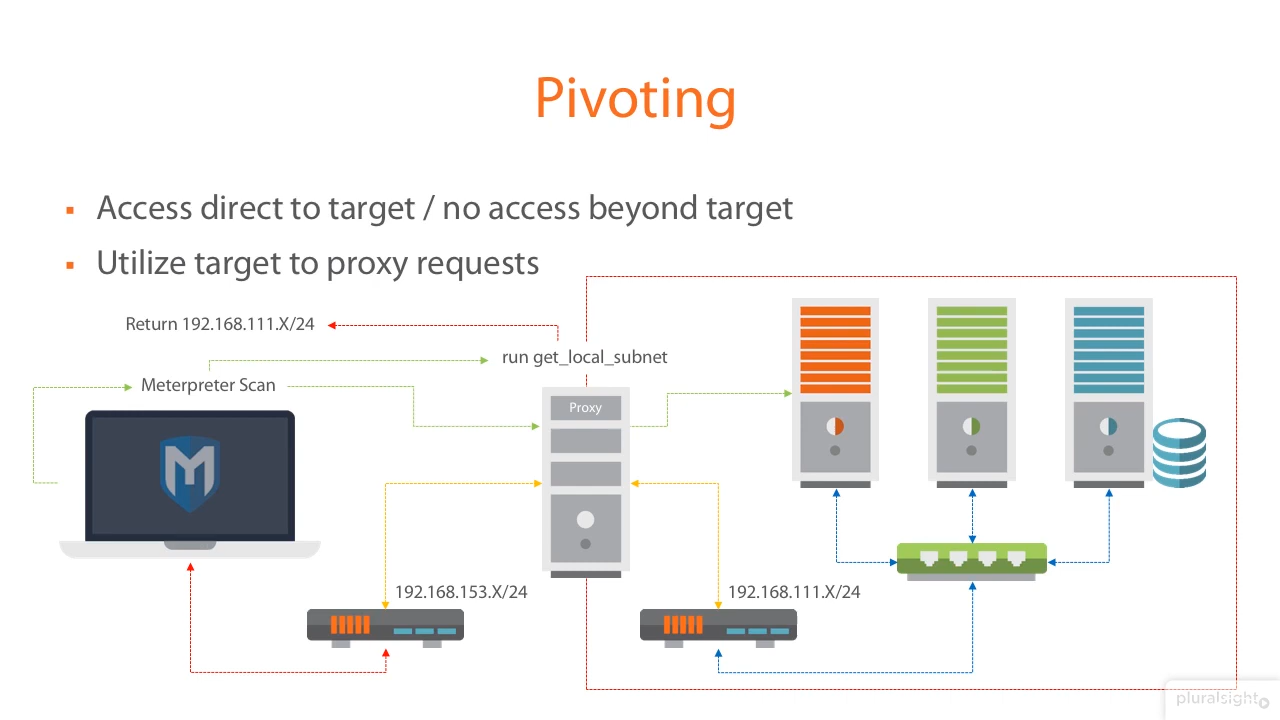 Pivoting
Access direct to target / no access beyond target
Utilize target to proxy requests
Return 192.168.111.X/24
run get_local_subnet
Meterpreter Scan
Proxy
192.168.153.X/24
192.168.111.X/24
pluralsight